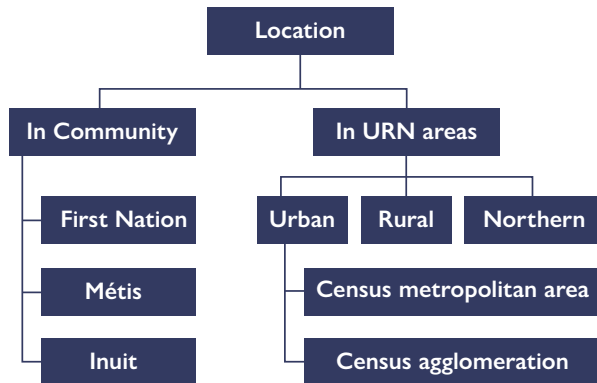 Location
In Community
In URN areas
First Nation
Métis
Inuit
Urban
Rural
Northern
Census metropolitan area
Census agglomeration